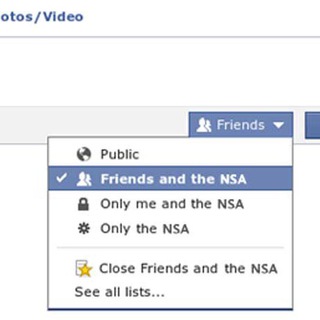 otos/Video
Friends
Public
Friends and the NSA
Only me and the NSA
Only the NSA
Close Friends and the NSA
See all lists...